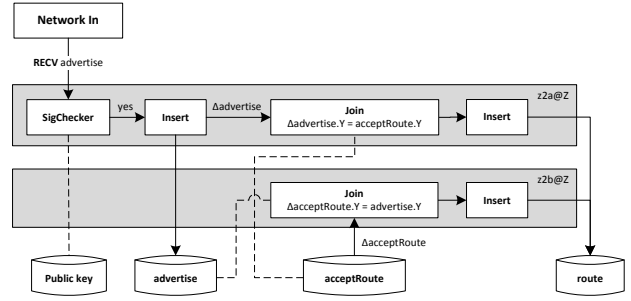 Network In
RECV advertise
z2a@Z
SigChecker
yes
Insert
Δadvertise
Join
Δadvertise.Y = acceptRoute.Y
Insert
z2b@Z
Join
ΔacceptRoute.Y = advertise.Y
Insert
ΔacceptRoute
Public key
advertise
acceptRoute
route